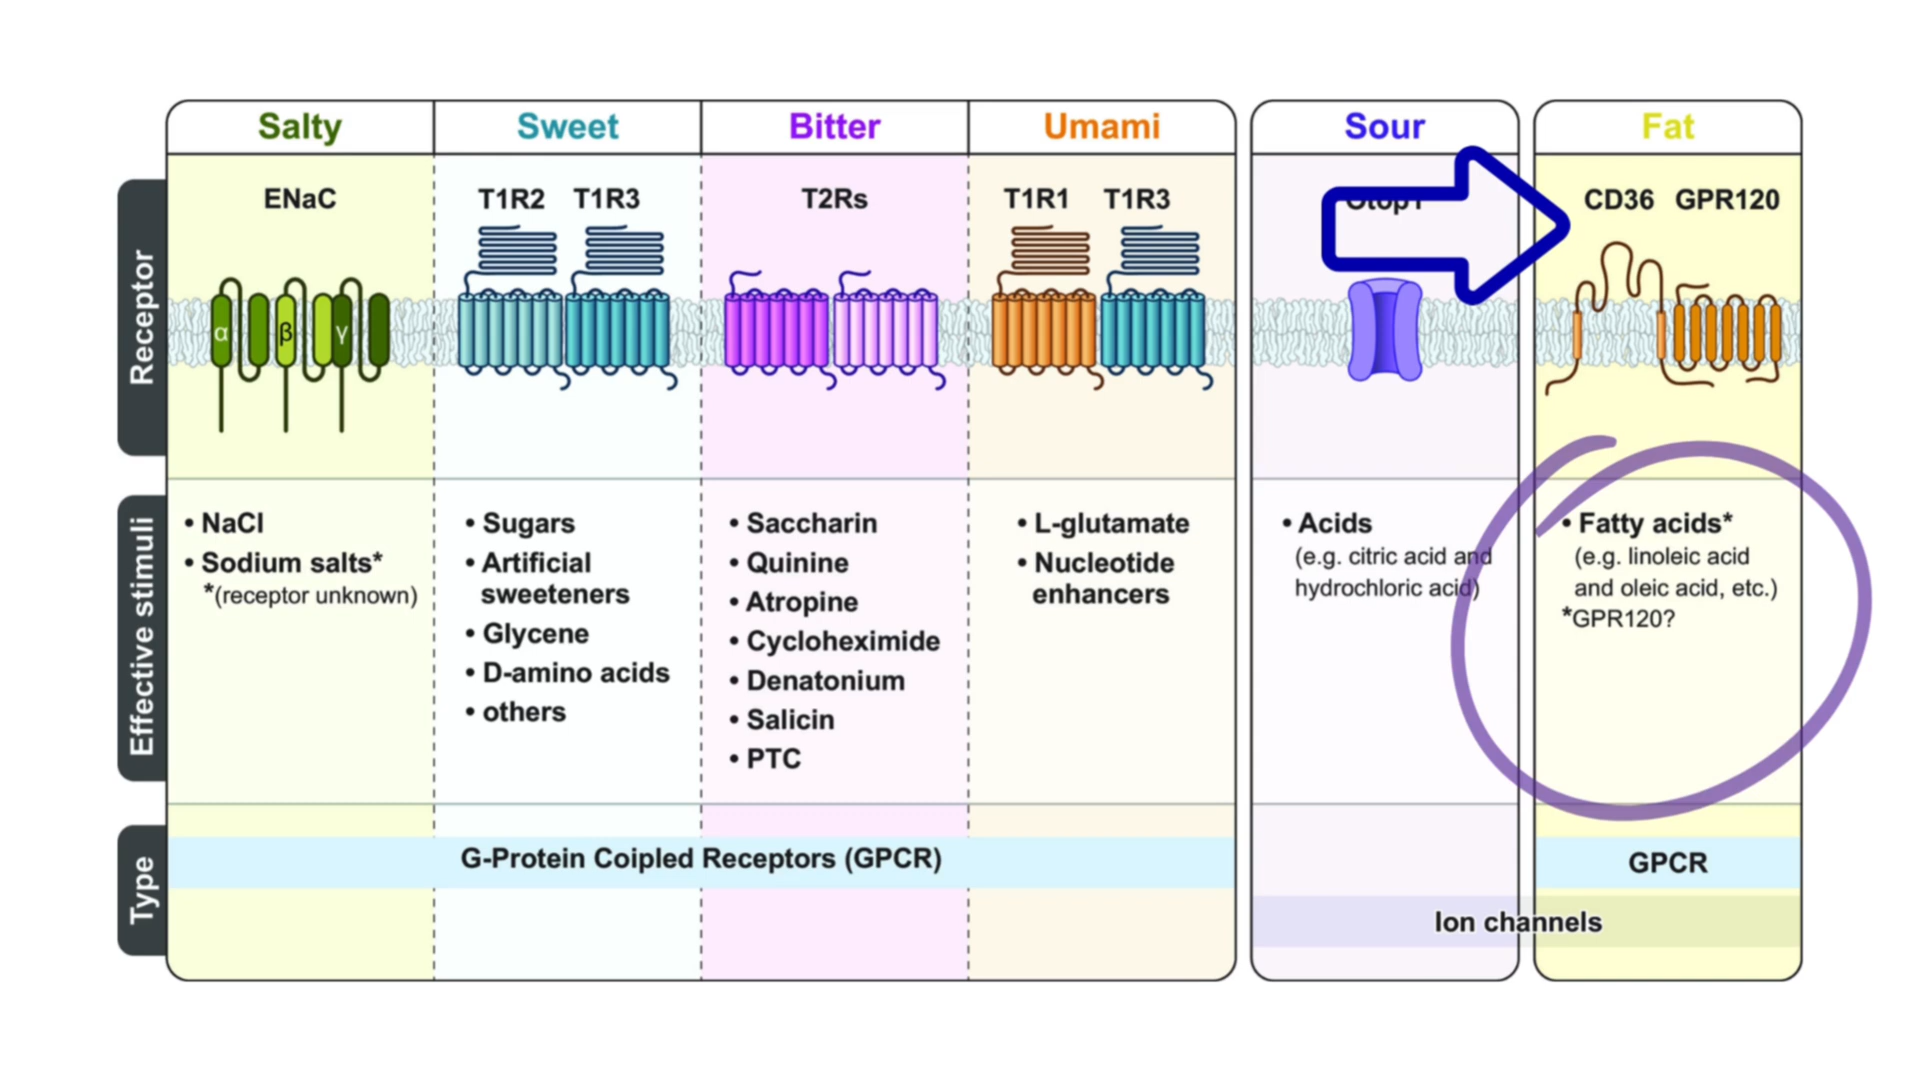 Salty
Sweet
Bitter
Umami
Sour
Fat
Receptor
ENaC
T1R2 T1R3
T2Rs
T1R1 T1R3
CD36 GPR120
α
β
γ
Effective stimuli
• NaCl
• Sodium salts*
*(receptor unknown)
• Sugars
• Artificial
sweeteners
• Glycene
• D-amino acids
• others
• Saccharin
• Quinine
• Atropine
• Cycloheximide
• Denatonium
• Salicin
• PTC
• L-glutamate
• Nucleotide
enhancers
• Acids
(e.g. citric acid and
hydrochloric acid)
• Fatty acids*
(e.g. linoleic acid
and oleic acid, etc.)
*GPR120?
Type
G-Protein Coipled Receptors (GPCR)
GPCR
Ion channels